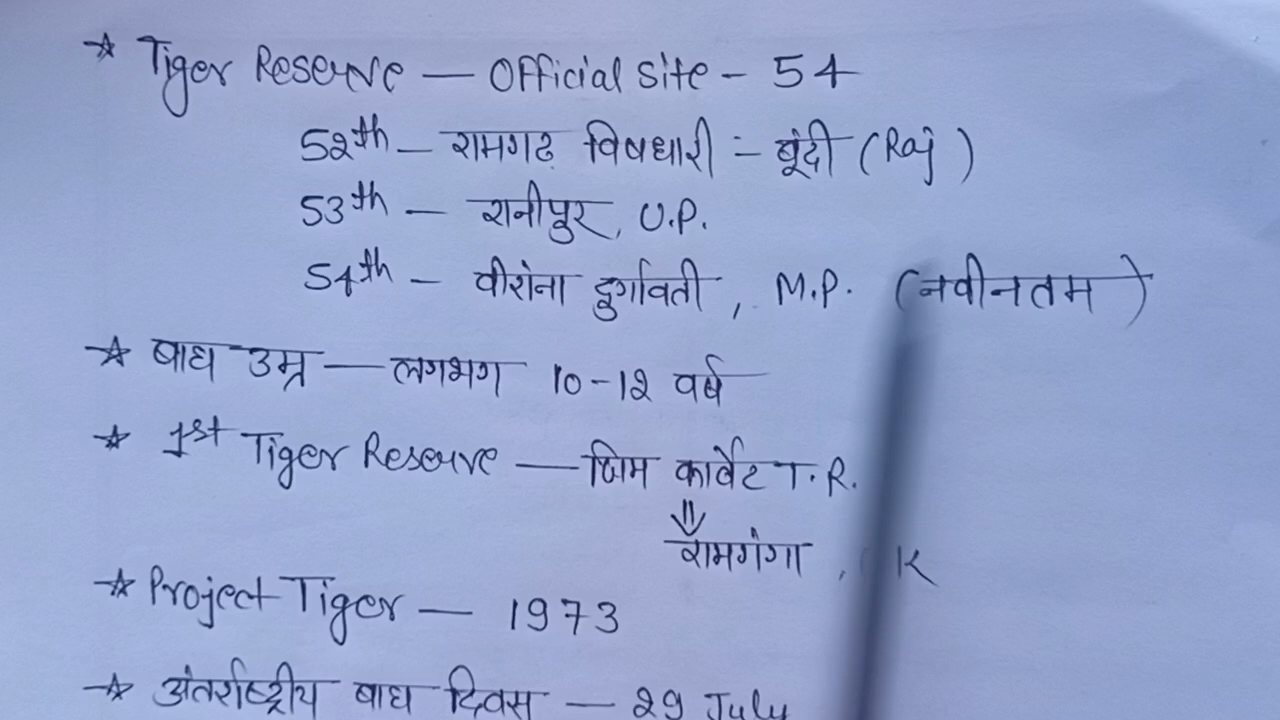 ☆ Tiger Reserve — Official Site - 54
52th — रामगढ़ विषधारी :- बूंदी (Raj)
53th — रानीपुर, U.P.
54th — वीरांना दुर्गावती, M.P. (नवीनतम)
☆ बाघ उम्र — लगभग 10-12 वर्ष
☆ 1st Tiger Reserve — जिम कार्बेट T.R.
⇓
रामगंगा, K
☆ Project Tiger — 1973
☆ अंतर्राष्ट्रीय बाघ दिवस — 29 July